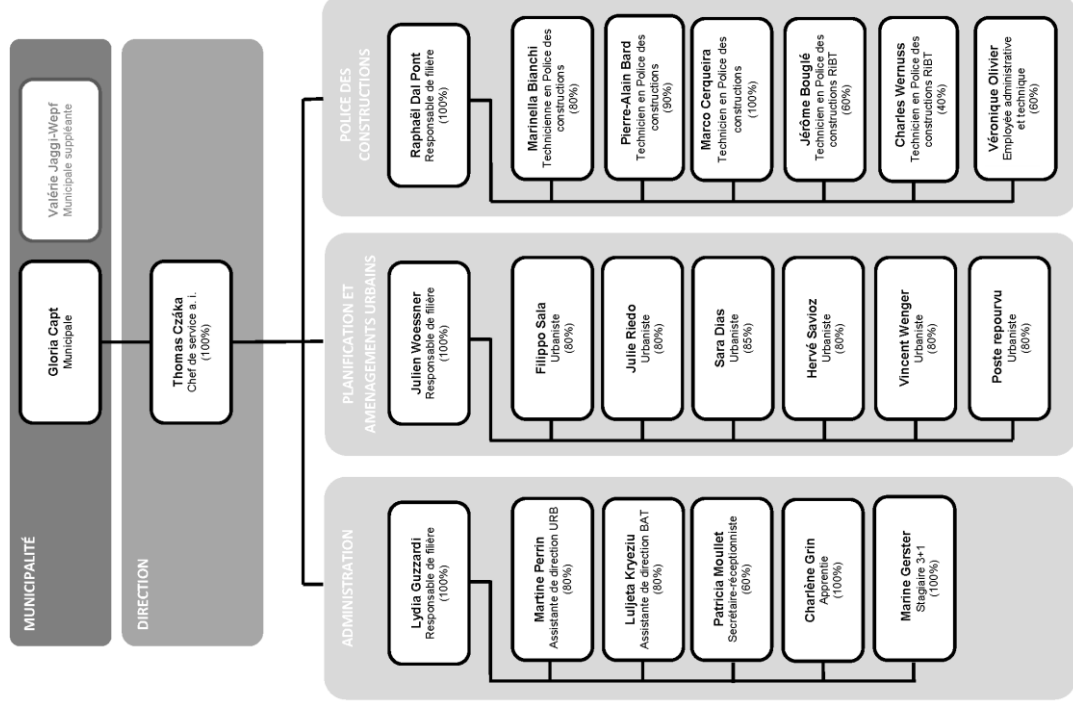 MUNICIPALITÉ
Gloria Capt
Municipale
Valérie Jaggi-Wepf
Municipale suppléante
DIRECTION
Thomas Czáka
Chef de service a. i.
(100%)
ADMINISTRATION
Lydia Guzzardi
Responsable de filière
(100%)
Martine Perrin
Assistante de direction URB
(80%)
Luljeta Kryeziu
Assistante de direction BAT
(80%)
Patricia Moullet
Secrétaire-réceptionniste
(60%)
Charlène Grin
Apprentie
(100%)
Marine Gerster
Stagiaire 3+1
(100%)
PLANIFICATION ET
AMENAGEMENTS URBAINS
Julien Woessner
Responsable de filière
(100%)
Filippo Sala
Urbaniste
(80%)
Julie Riedo
Urbaniste
(80%)
Sara Dias
Urbaniste
(85%)
Hervé Savioz
Urbaniste
(80%)
Vincent Wenger
Urbaniste
(80%)
Poste repourvu
Urbaniste
(80%)
POLICE DES
CONSTRUCTIONS
Raphaël Dal Pont
Responsable de filière
(100%)
Marinella Bianchi
Technicienne en Police des
constructions
(80%)
Pierre-Alain Bard
Technicien en Police des
constructions
(90%)
Marco Cerqueira
Technicien en Police des
constructions
(100%)
Jérôme Bouglé
Technicien en Police des
constructions RiBT
(60%)
Charles Wernuss
Technicien en Police des
constructions RiBT
(40%)
Véronique Olivier
Employée administrative
et technique
(60%)